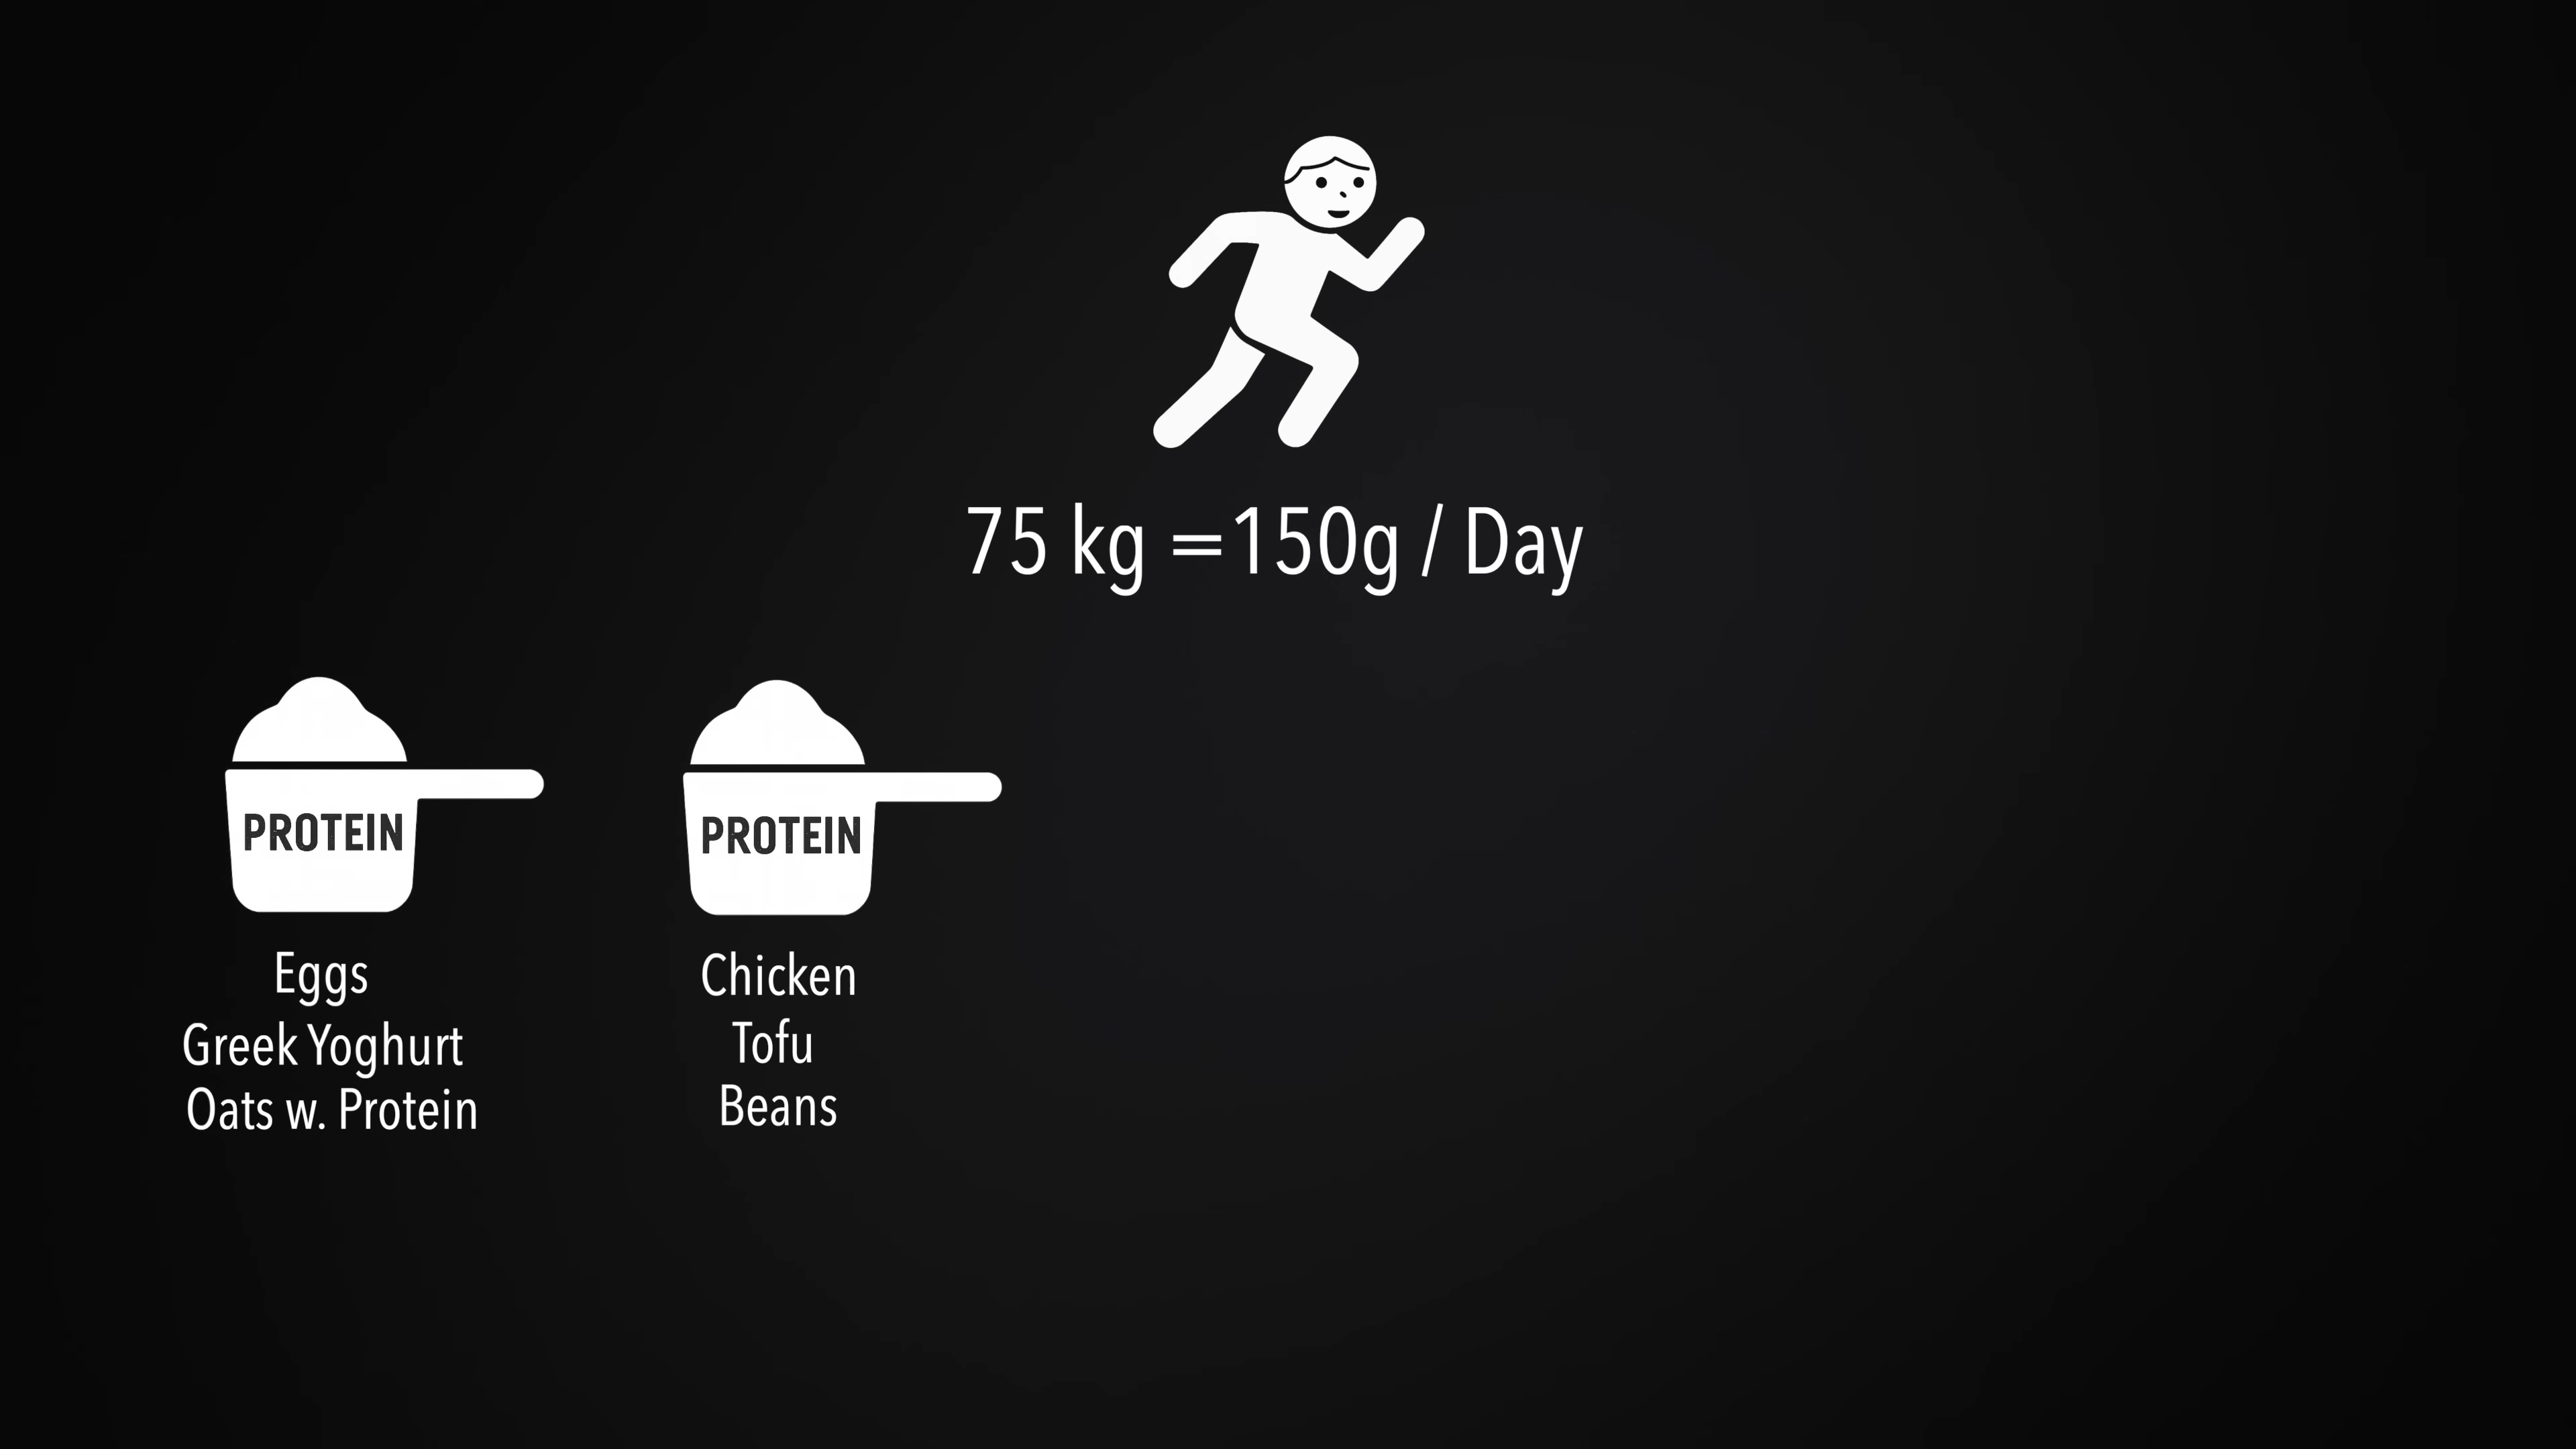 75 kg =150g / Day
PROTEIN
Eggs
Greek Yoghurt
Oats w. Protein
PROTEIN
Chicken
Tofu
Beans